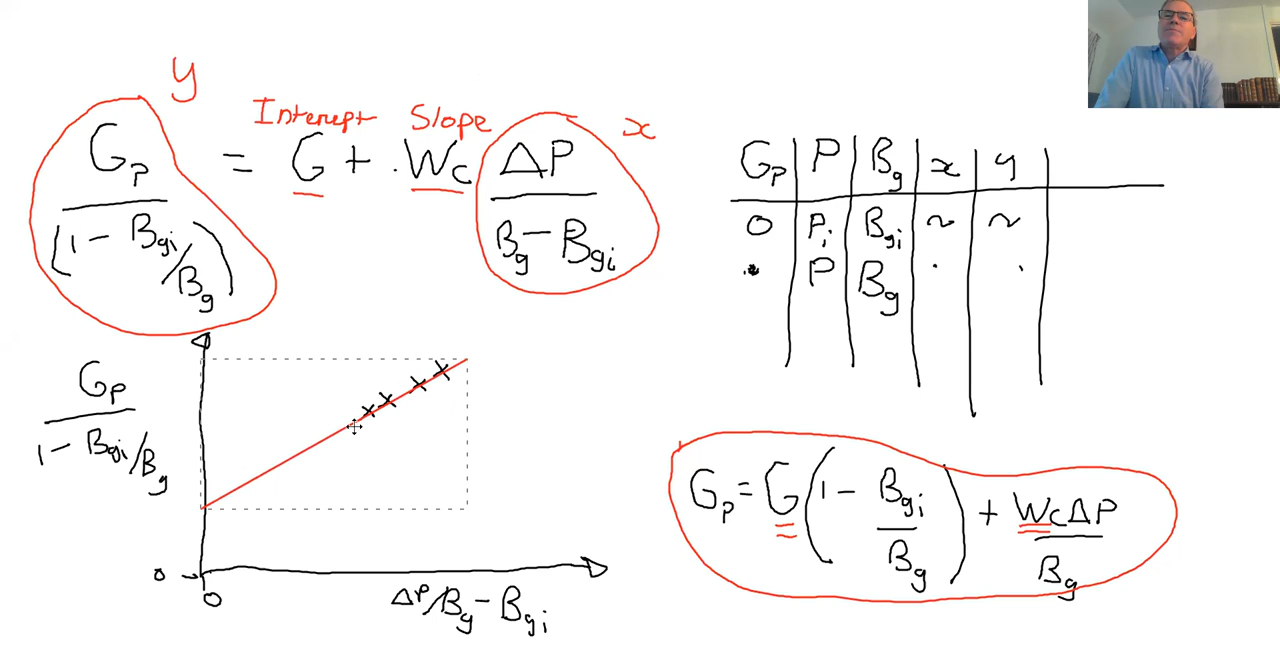 y
Intercept Slope x
Gp / (1 - Bgi/Bg) = G + .Wc ΔP / Bg - Bgi
Gp | P | Bg | x | y
0 | Pi | Bgi | ~ | ~
. | P | Bg | . | .
Gp / 1 - Bgi/Bg
0
0
ΔP/Bg - Bgi
Gp = G (1 - Bgi / Bg) + WcΔP / Bg